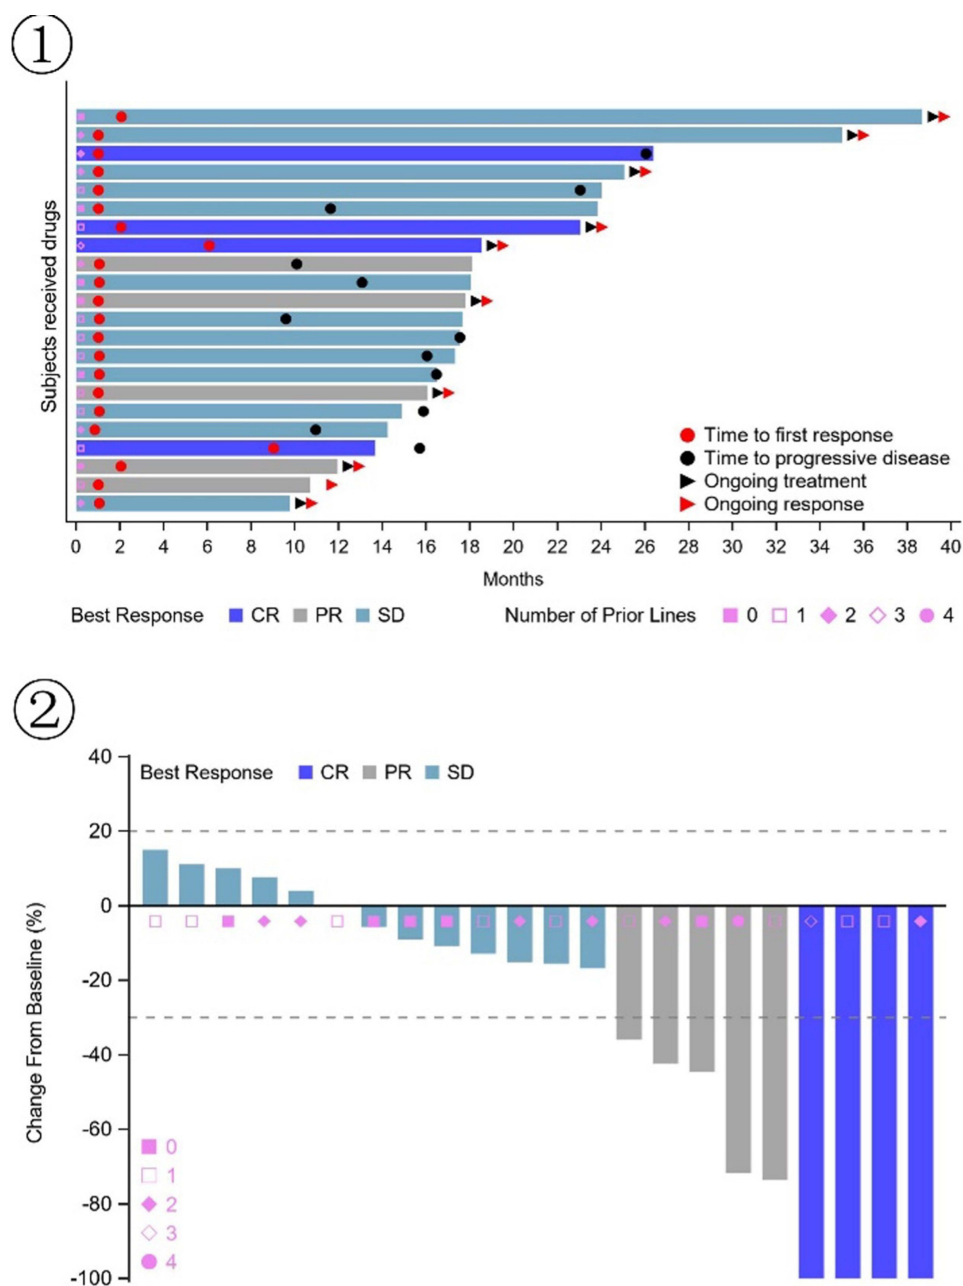 ①
Subjects received drugs
Time to first response
Time to progressive disease
Ongoing treatment
Ongoing response
0 2 4 6 8 10 12 14 16 18 20 22 24 26 28 30 32 34 36 38 40
Months
Best Response CR PR SD Number of Prior Lines 0 1 2 3 4
②
Change From Baseline (%)
40
Best Response CR PR SD
20
0
-20
-40
-60
0
1
-80
2
3
4
-100